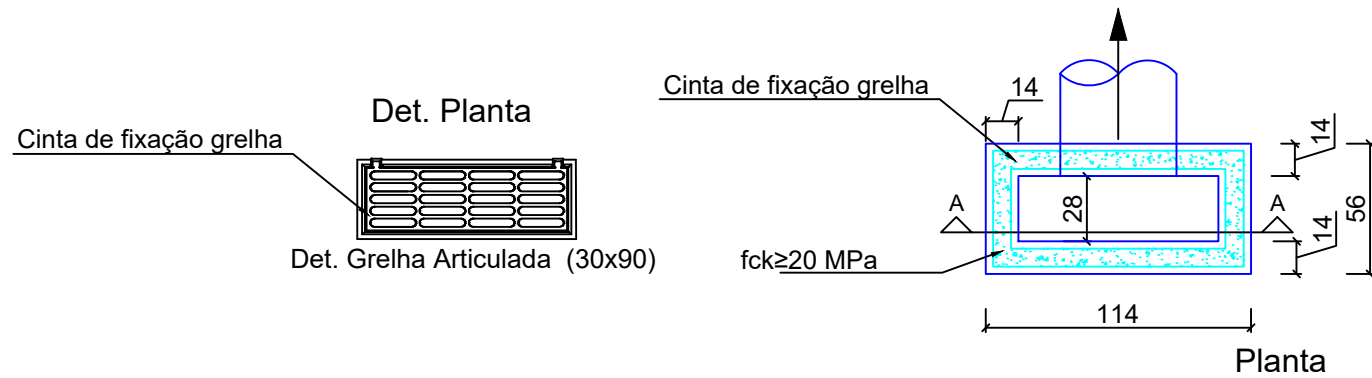 Det. Planta
Cinta de fixação grelha
Det. Grelha Articulada (30x90)
Cinta de fixação grelha
14
14
56
A
28
A
14
fck≥20 MPa
114
Planta